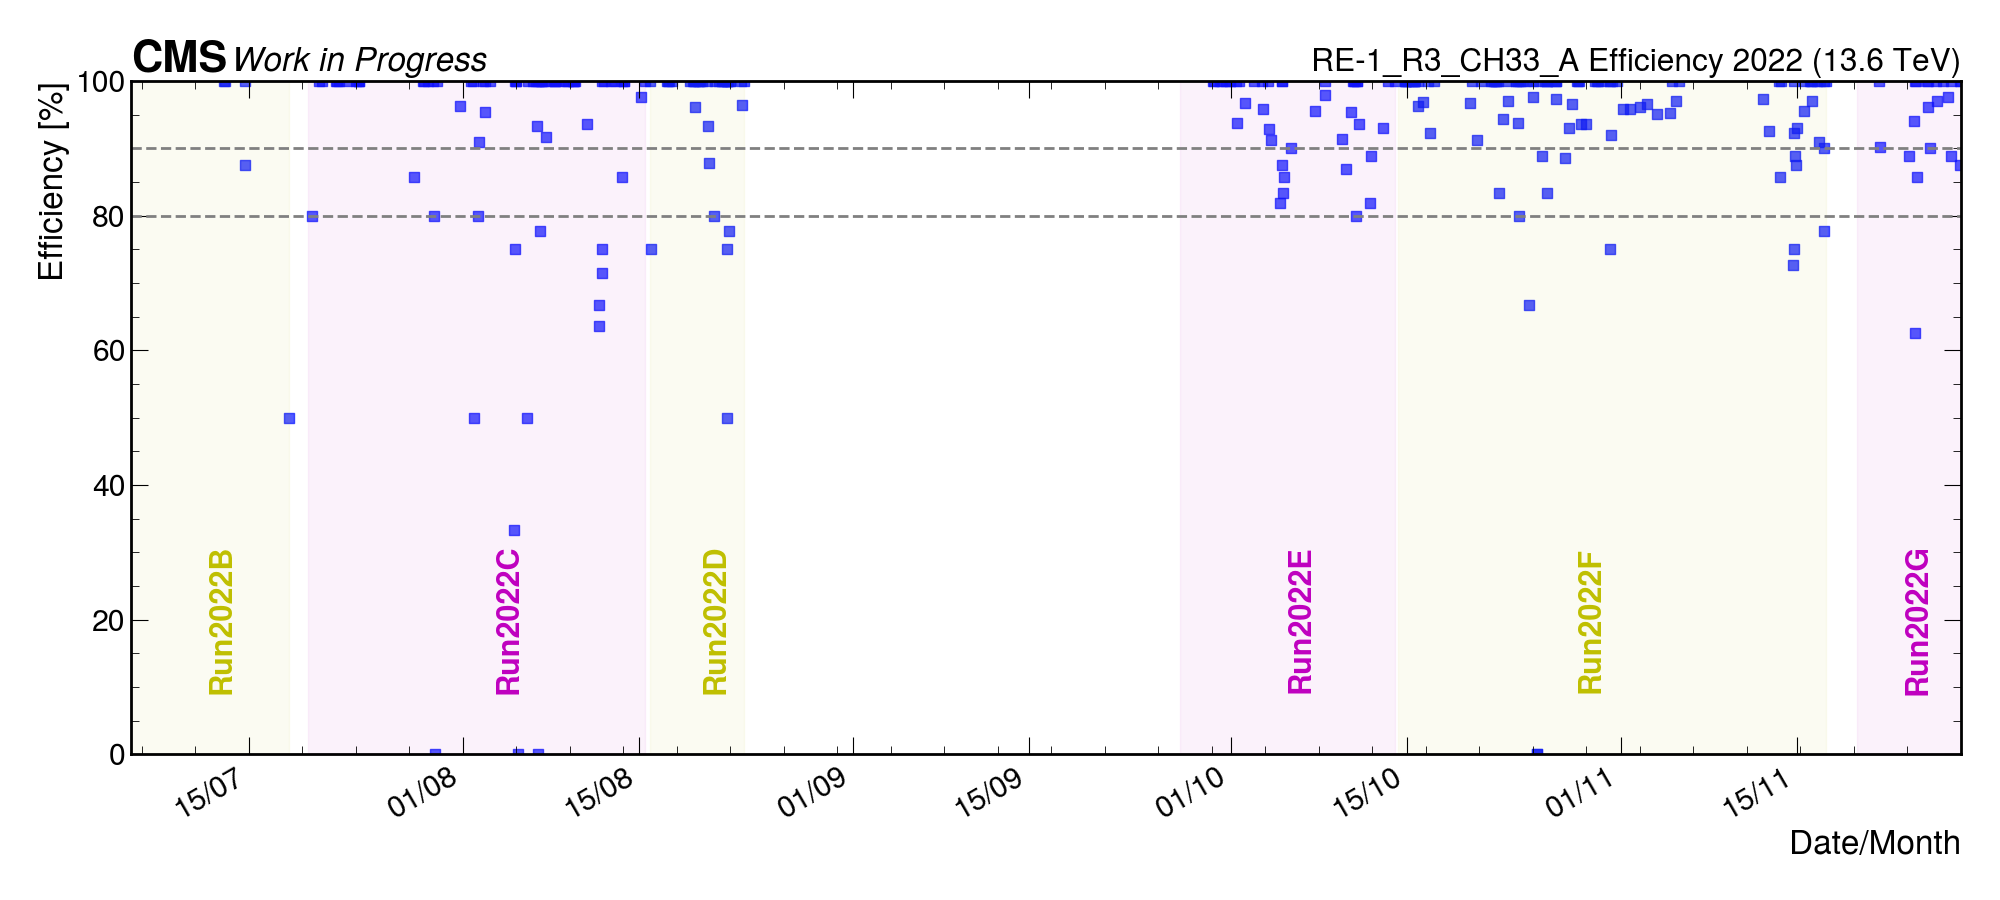 CMS Work in Progress
RE-1_R3_CH33_A Efficiency 2022 (13.6 TeV)
Efficiency [%]
100
80
60
40
20
0
Run2022B
Run2022C
Run2022D
Run2022E
Run2022F
Run2022G
15/07
01/08
15/08
01/09
15/09
01/10
15/10
01/11
15/11
Date/Month